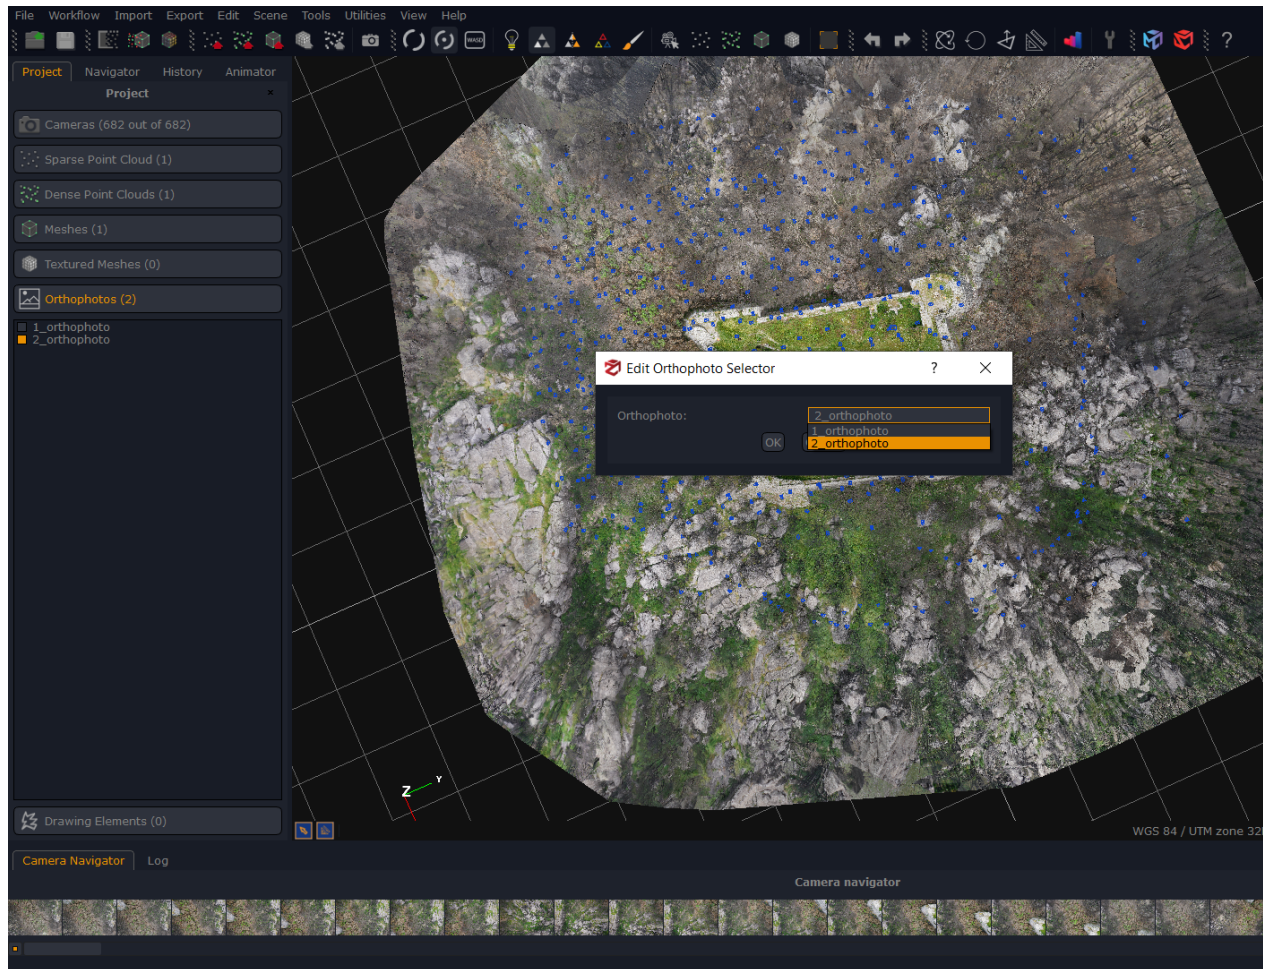 File Workflow Import Export Edit Scene Tools Utilities View Help
WASD
?
Project Navigator History Animator
Project
Cameras (682 out of 682)
Sparse Point Cloud (1)
Dense Point Clouds (1)
Meshes (1)
Textured Meshes (0)
Orthophotos (2)
1_orthophoto
2_orthophoto
Edit Orthophoto Selector ?
Orthophoto: 2_orthophoto
1_orthophoto
OK 2_orthophoto
Z Y
Drawing Elements (0)
WGS 84 / UTM zone 32
Camera Navigator Log
Camera navigator